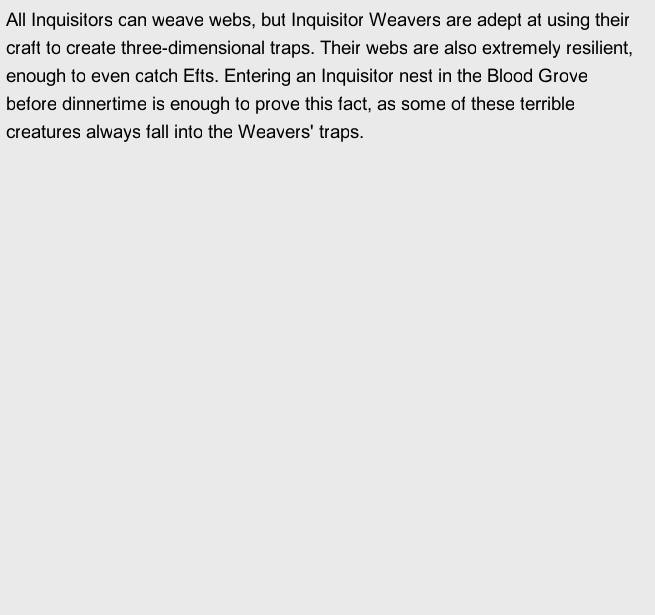 All Inquisitors can weave webs, but Inquisitor Weavers are adept at using their
craft to create three-dimensional traps. Their webs are also extremely resilient,
enough to even catch Efts. Entering an Inquisitor nest in the Blood Grove
before dinnertime is enough to prove this fact, as some of these terrible
creatures always fall into the Weavers' traps.